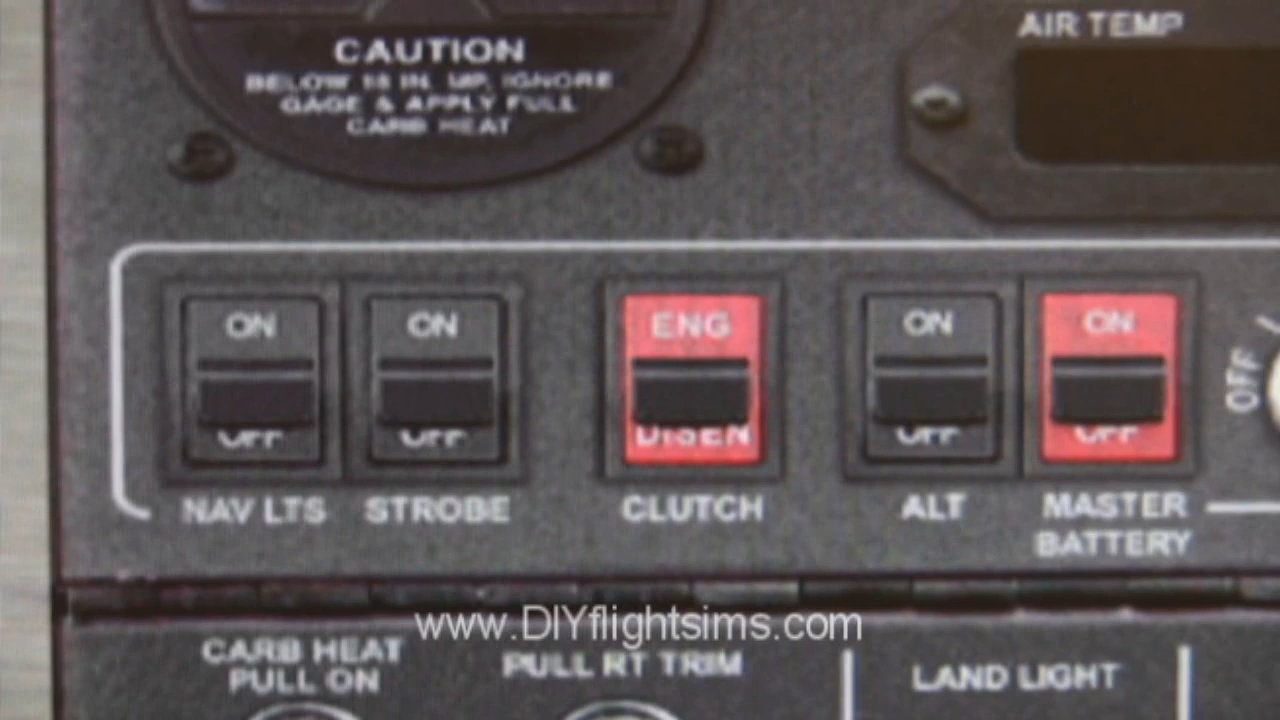 AIR TEMP
CAUTION
BELOW 18 IN. MP, IGNORE
GAGE & APPLY FULL
CARB HEAT
ON
ON
ENG
ON
ON
OFF
OFF
OFF
DISEN
OFF
OFF
NAV LTS
STROBE
CLUTCH
ALT
MASTER
BATTERY
www.DIYflightsims.com
CARB HEAT
PULL ON
PULL RT TRIM
LAND LIGHT